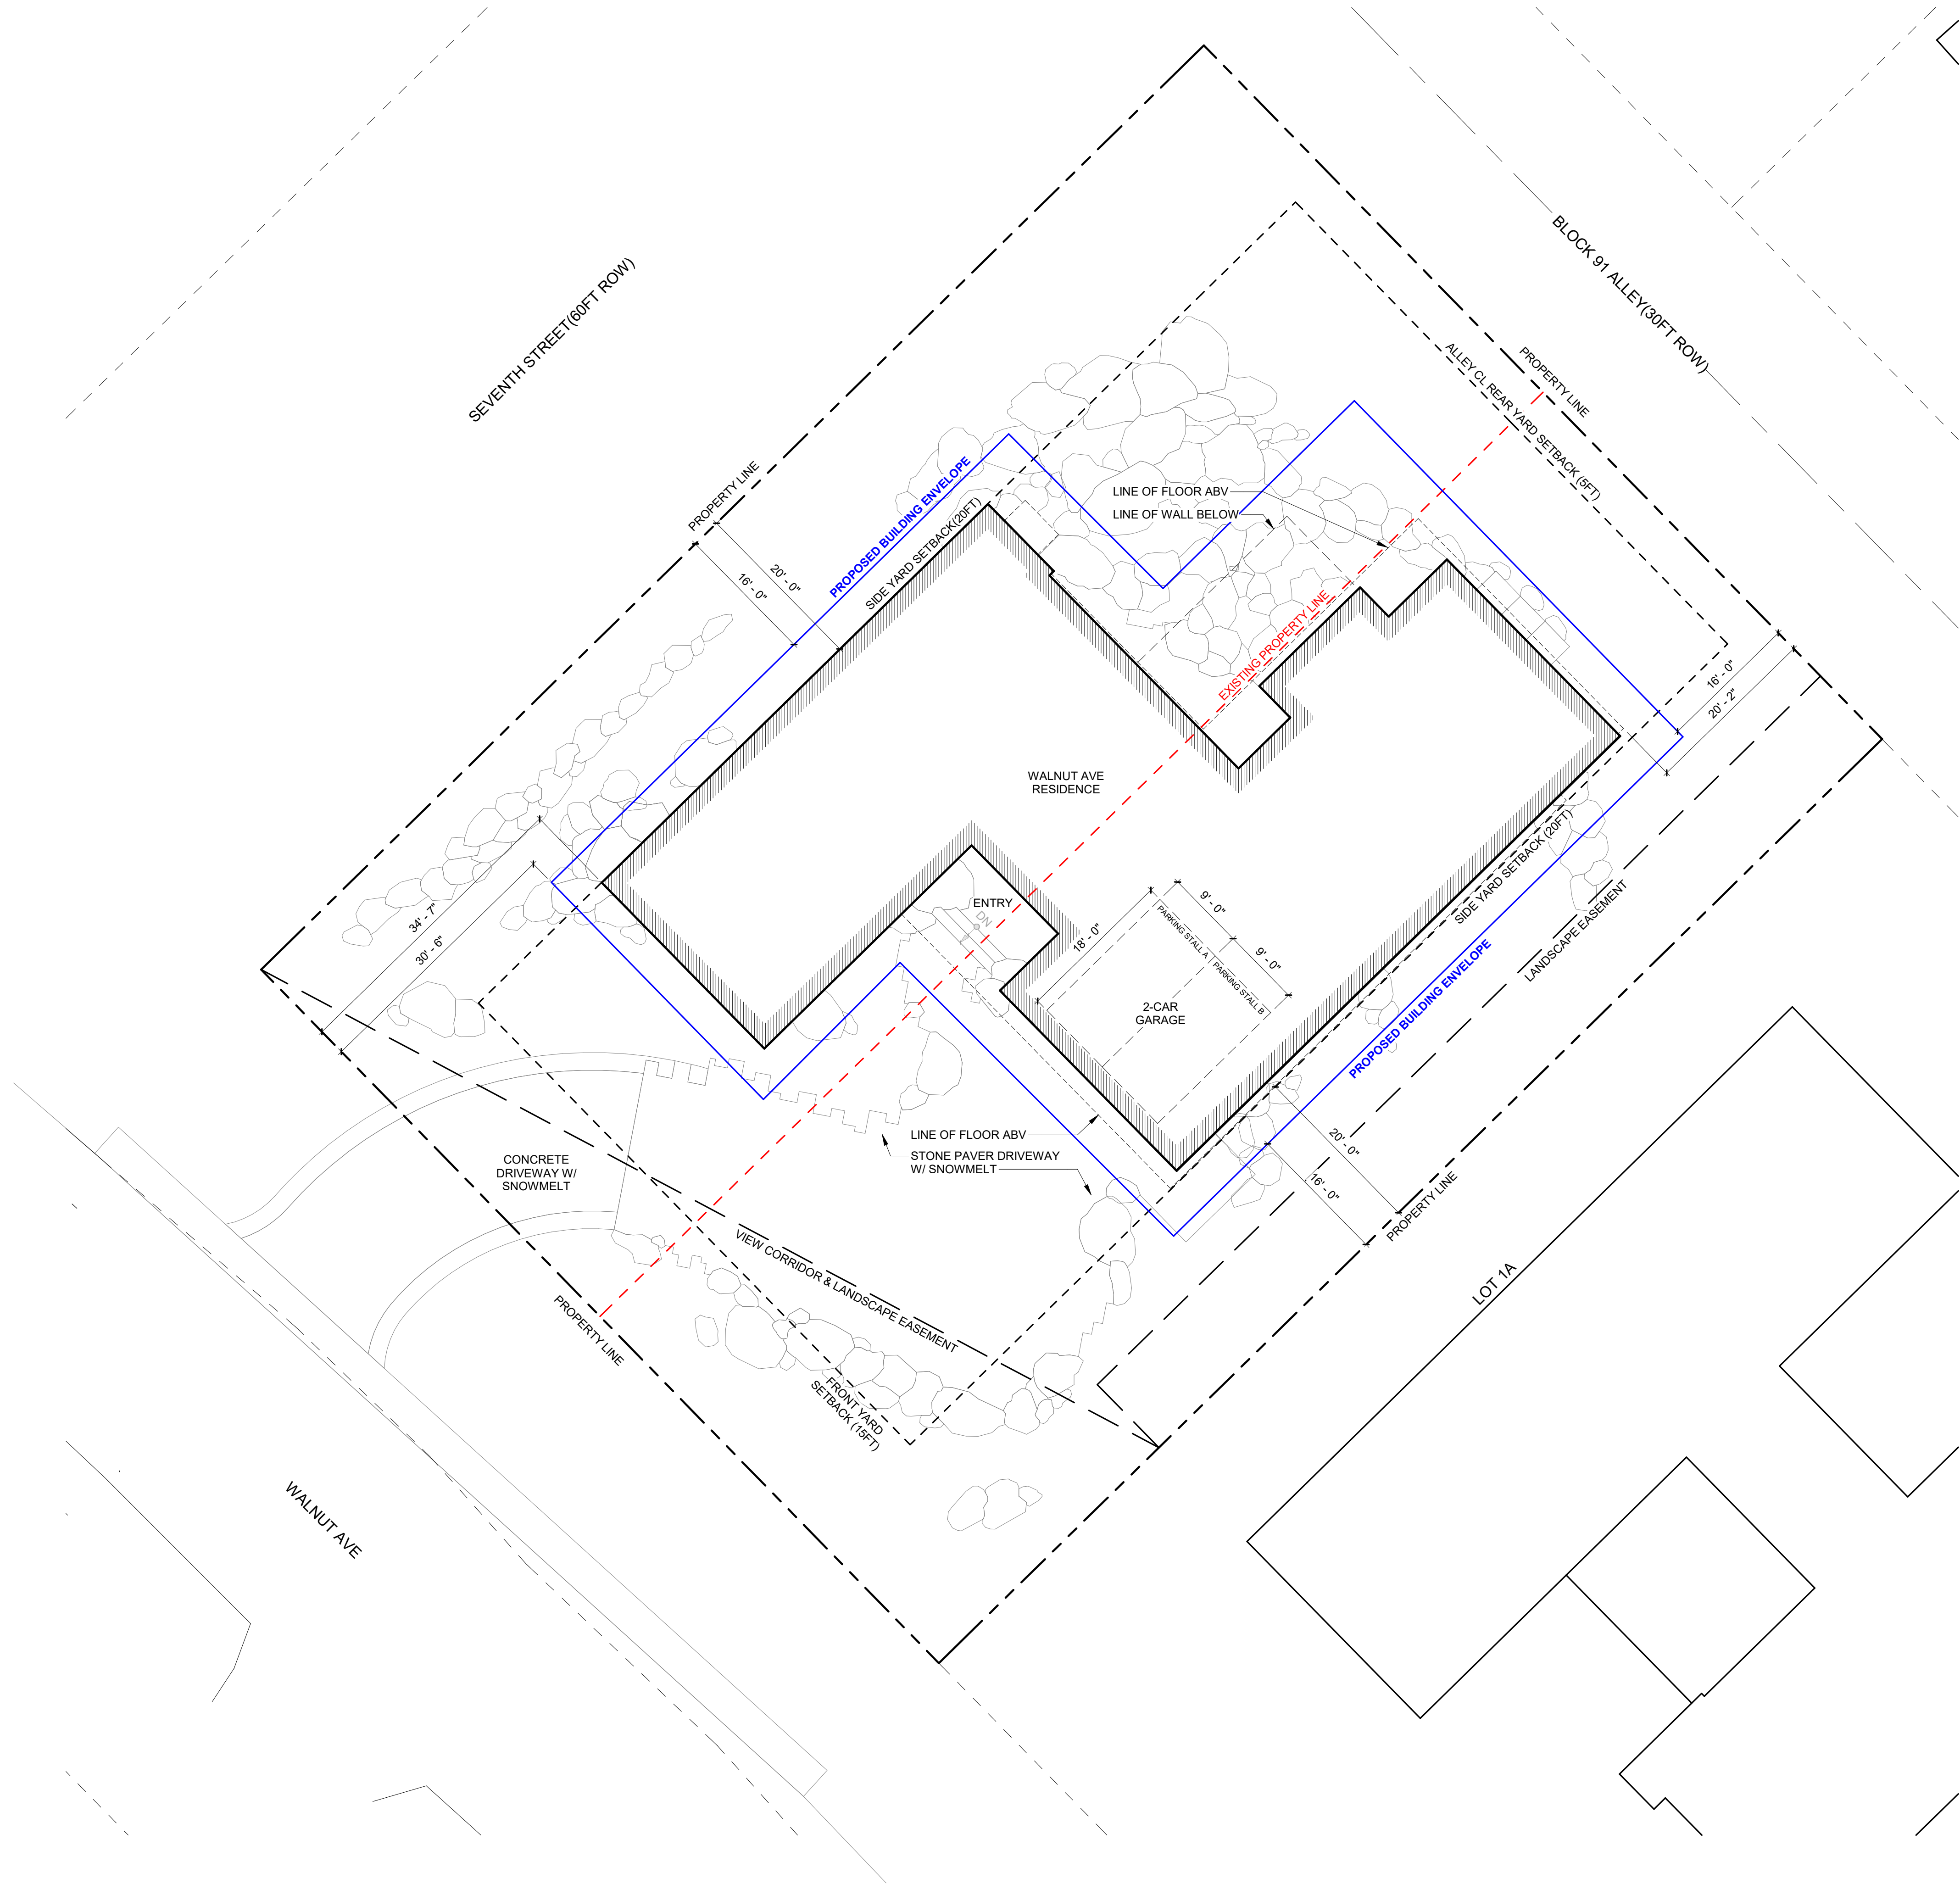 SEVENTH STREET(60FT ROW)
BLOCK 91 ALLEY(30FT ROW)
PROPERTY LINE
ALLEY CL REAR YARD SETBACK (5FT)
PROPERTY LINE
PROPOSED BUILDING ENVELOPE
SIDE YARD SETBACK(20FT)
LINE OF FLOOR ABV
LINE OF WALL BELOW
20' - 0"
16' - 0"
EXISTING PROPERTY LINE
16' - 0"
20' - 2"
WALNUT AVE
RESIDENCE
SIDE YARD SETBACK (20FT)
LANDSCAPE EASEMENT
PROPOSED BUILDING ENVELOPE
34' - 7"
30' - 6"
ENTRY
DN
18' - 0"
9' - 0"
9' - 0"
PARKING STALL A
PARKING STALL B
2-CAR
GARAGE
LINE OF FLOOR ABV
STONE PAVER DRIVEWAY
W/ SNOWMELT
CONCRETE
DRIVEWAY W/
SNOWMELT
20' - 0"
16' - 0"
PROPERTY LINE
VIEW CORRIDOR & LANDSCAPE EASEMENT
PROPERTY LINE
FRONT YARD
SETBACK (15FT)
LOT 1A
WALNUT AVE